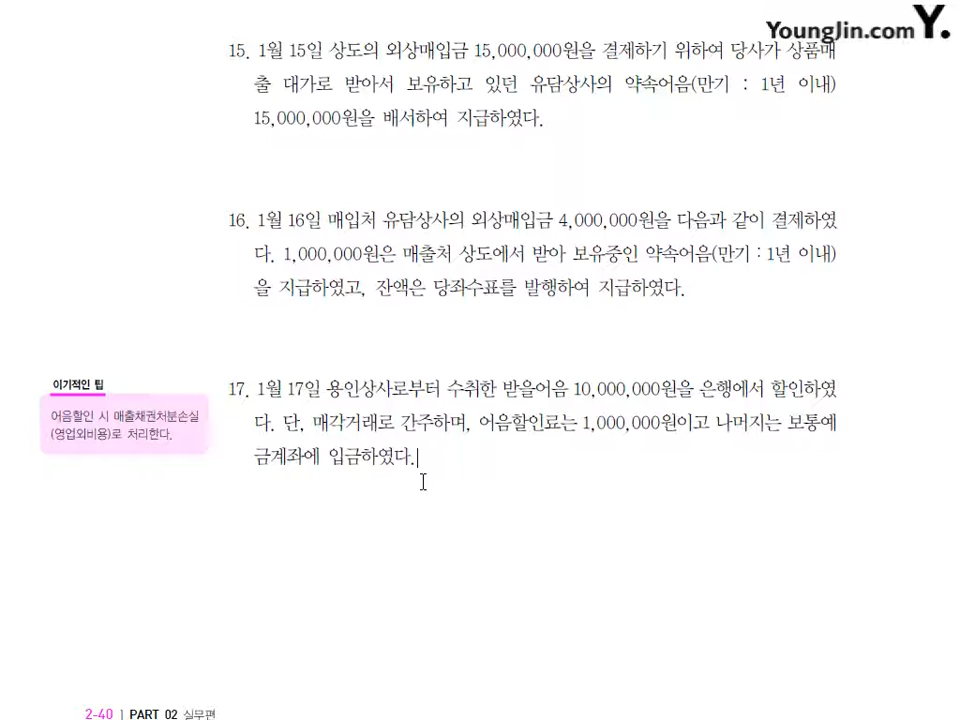 YoungJin.com Y.
15. 1월 15일 상도의 외상매입금 15,000,000원을 결제하기 위하여 당사가 상품매
출 대가로 받아서 보유하고 있던 유담상사의 약속어음(만기 : 1년 이내)
15,000,000원을 배서하여 지급하였다.
16. 1월 16일 매입처 유담상사의 외상매입금 4,000,000원을 다음과 같이 결제하였
다. 1,000,000원은 매출처 상도에서 받아 보유중인 약속어음(만기 : 1년 이내)
을 지급하였고, 잔액은 당좌수표를 발행하여 지급하였다.
이기적인 팁
어음할인 시 매출채권처분손실
(영업외비용)로 처리한다.
17. 1월 17일 용인상사로부터 수취한 받을어음 10,000,000원을 은행에서 할인하였
다. 단, 매각거래로 간주하며, 어음할인료는 1,000,000원이고 나머지는 보통예
금계좌에 입금하였다.
2-40 | PART 02 실무편